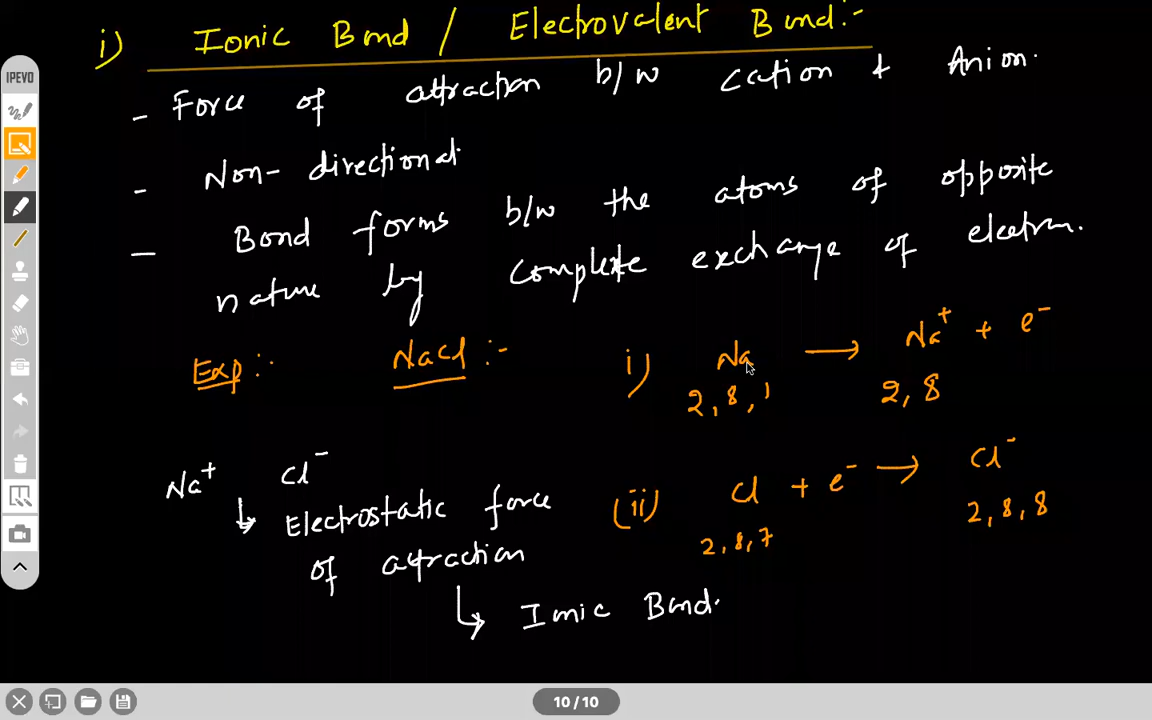 IPEVO
i) Ionic Bond / Electrovalent Bond:-
- Force of attraction b/w cation + Anion.
- Non-directional
- Bond forms b/w the atoms of opposite
nature by complete exchange of electron.
Exp:- NaCl :- i) Na → Na⁺ + e⁻
2, 8, 1 2, 8
Na⁺ Cl⁻
(ii) Cl + e⁻ → Cl⁻
2, 8, 7 2, 8, 8
↳ Electrostatic force
of attraction
↳ Ionic Bond.
10 / 10